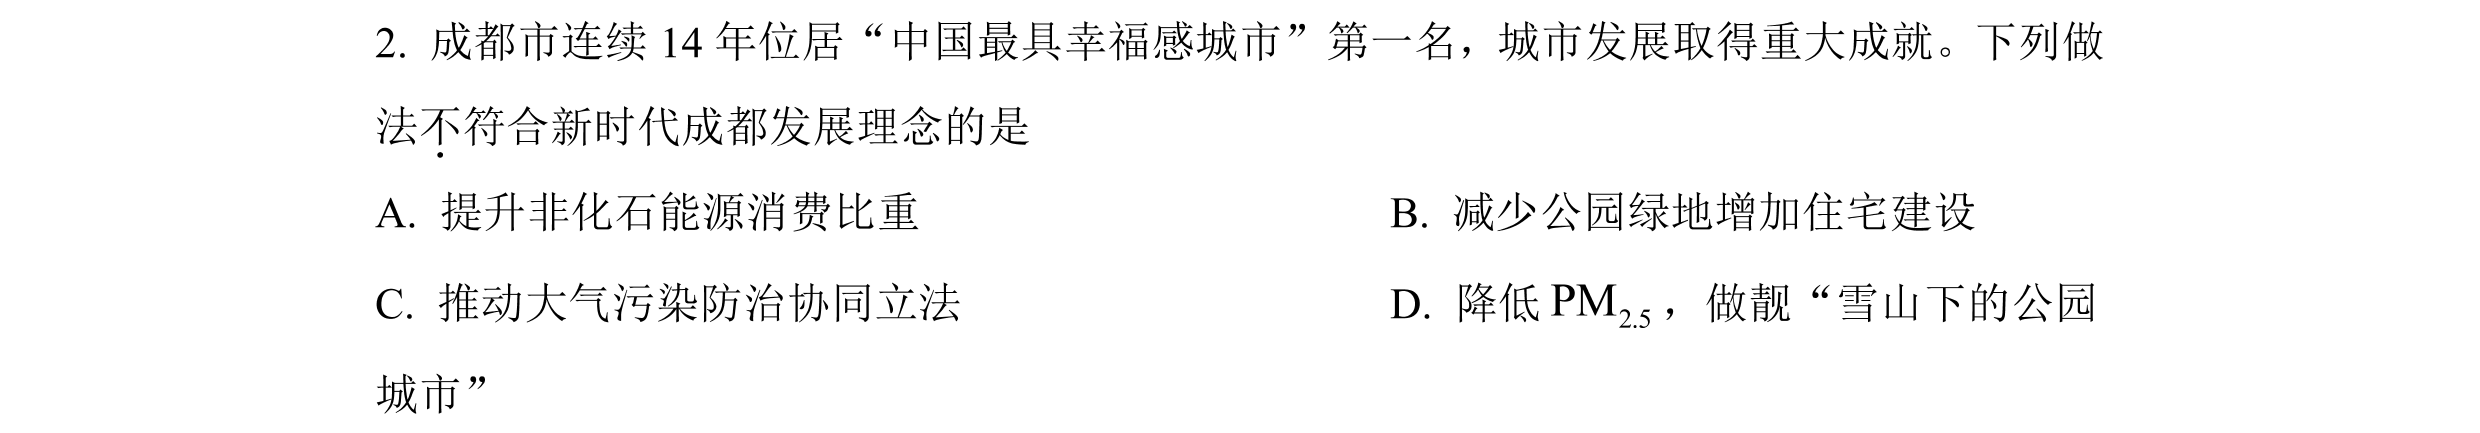 2. 成都市连续 14 年位居“中国最具幸福感城市”第一名，城市发展取得重大成就。下列做
法不符合新时代成都发展理念的是
A. 提升非化石能源消费比重 B. 减少公园绿地增加住宅建设
C. 推动大气污染防治协同立法 D. 降低 PM2.5，做靓“雪山下的公园
城市”